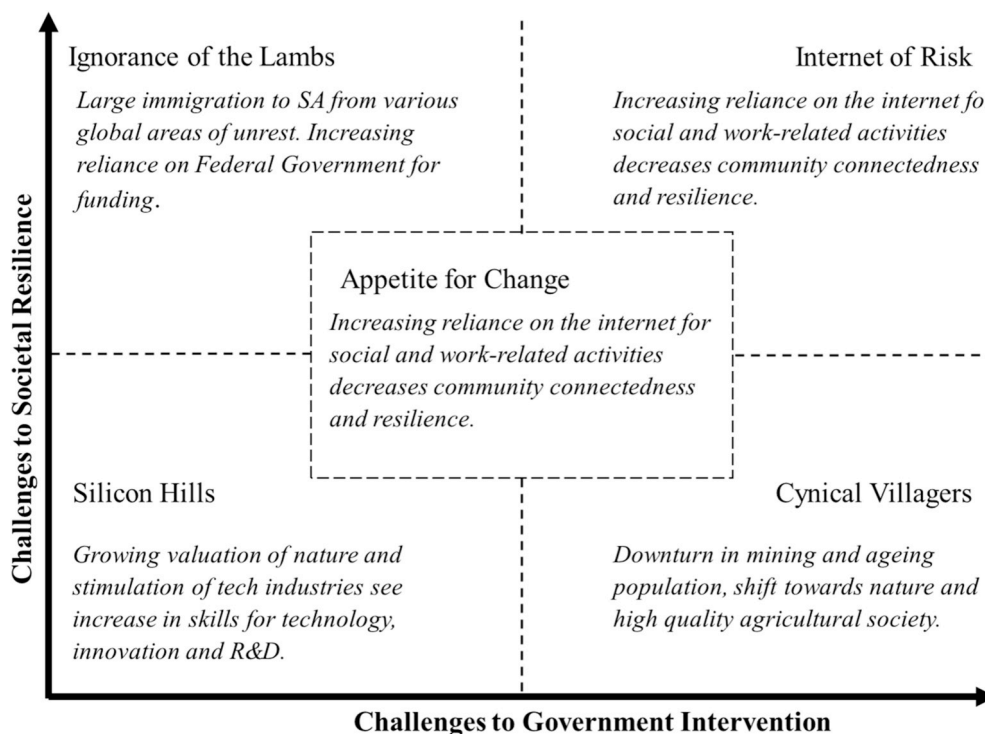 Ignorance of the Lambs
Large immigration to SA from various
global areas of unrest. Increasing
reliance on Federal Government for
funding.
Internet of Risk
Increasing reliance on the internet fo
social and work-related activities
decreases community connectedness
and resilience.
Appetite for Change
Increasing reliance on the internet for
social and work-related activities
decreases community connectedness
and resilience.
Silicon Hills
Growing valuation of nature and
stimulation of tech industries see
increase in skills for technology,
innovation and R&D.
Cynical Villagers
Downturn in mining and ageing
population, shift towards nature and
high quality agricultural society.
Challenges to Societal Resilience
Challenges to Government Intervention